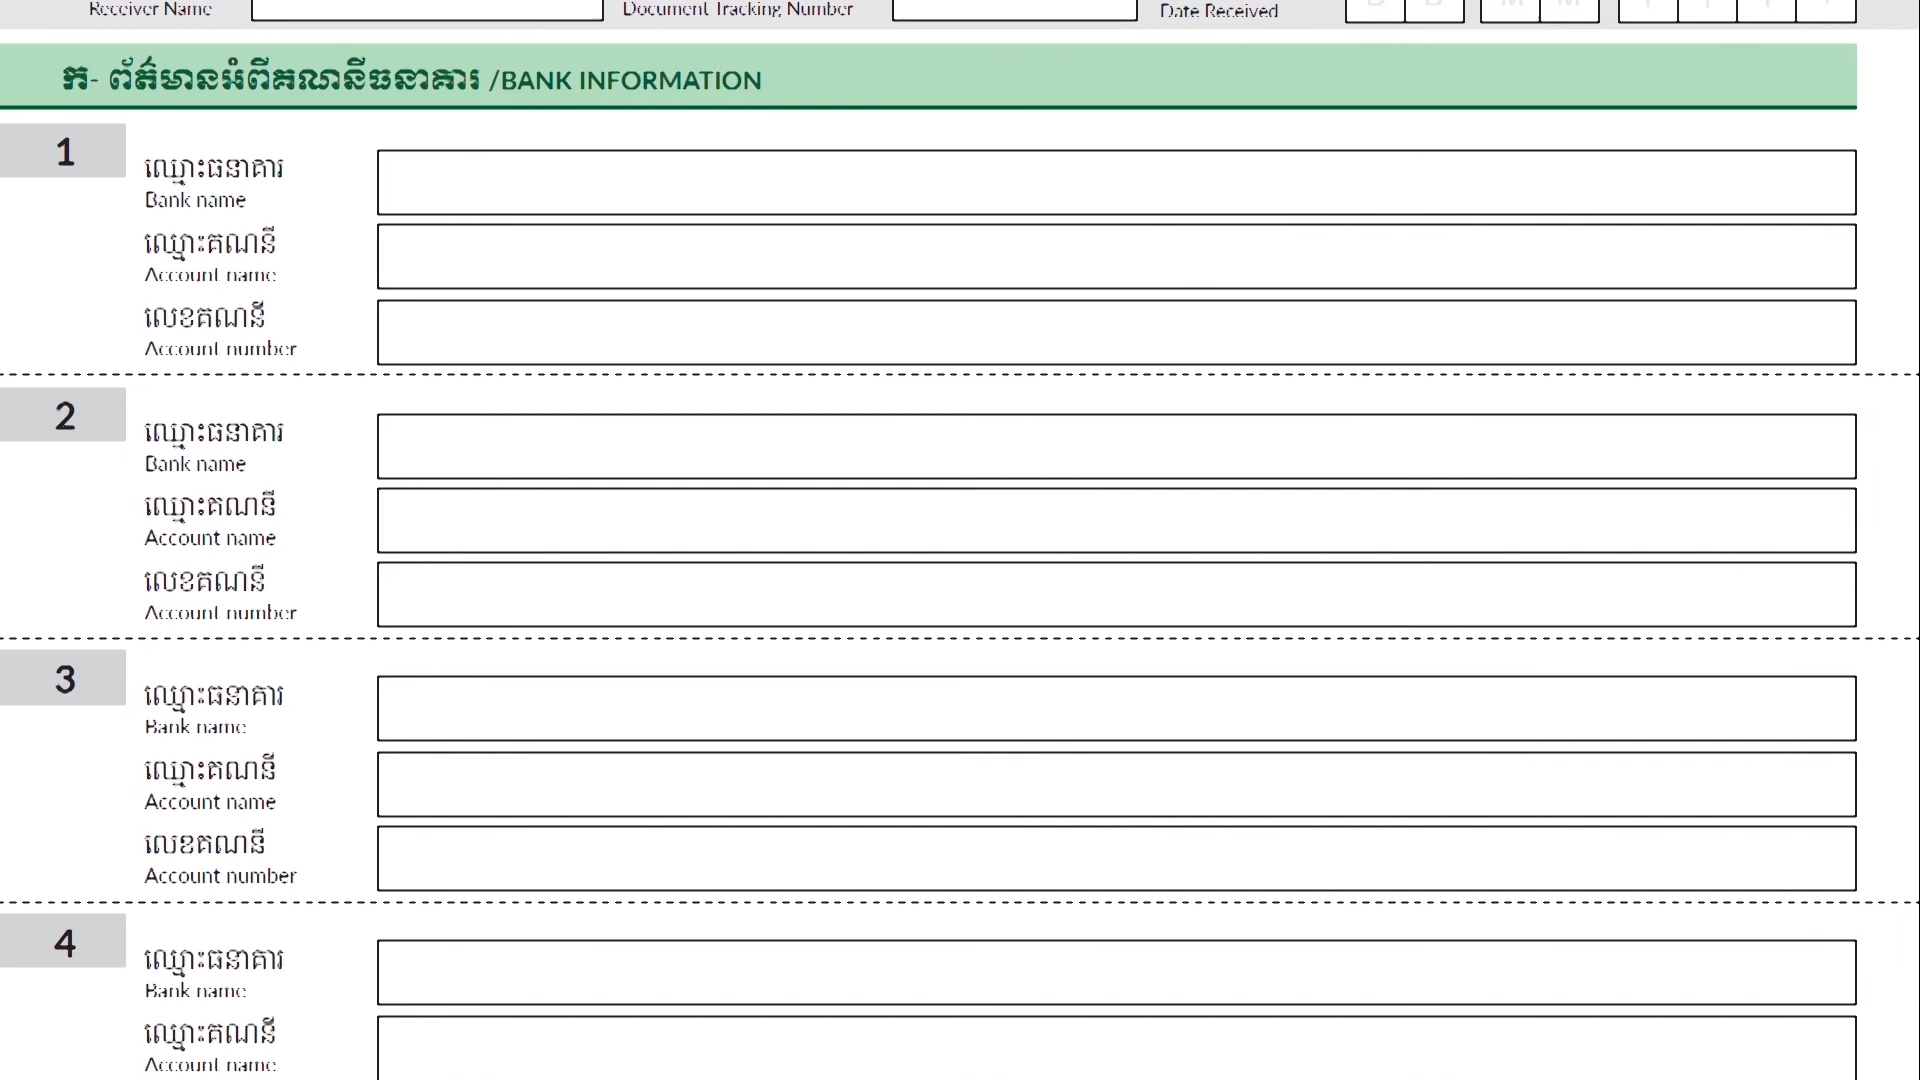 Receiver Name Document Tracking Number Date Received
ក- ព័ត៌មានអំពីគណនីធនាគារ /BANK INFORMATION
1
ឈ្មោះធនាគារ
Bank name
ឈ្មោះគណនី
Account name
លេខគណនី
Account number
2
ឈ្មោះធនាគារ
Bank name
ឈ្មោះគណនី
Account name
លេខគណនី
Account number
3
ឈ្មោះធនាគារ
Bank name
ឈ្មោះគណនី
Account name
លេខគណនី
Account number
4
ឈ្មោះធនាគារ
Bank name
ឈ្មោះគណនី
Account name